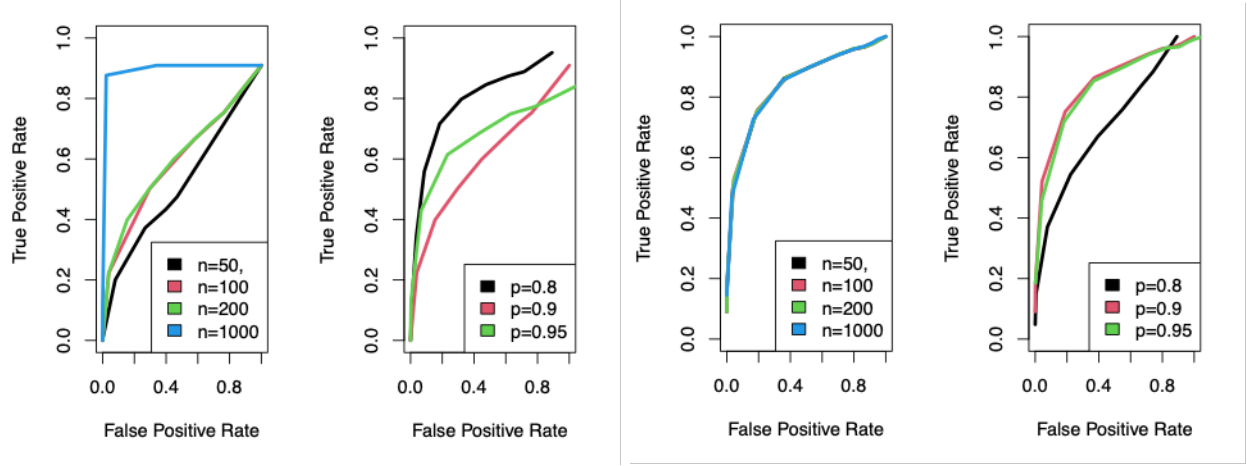 True Positive Rate
0.0 0.2 0.4 0.6 0.8 1.0
n=50,
n=100
n=200
n=1000
0.0 0.4 0.8
False Positive Rate
True Positive Rate
0.0 0.2 0.4 0.6 0.8 1.0
p=0.8
p=0.9
p=0.95
0.0 0.4 0.8
False Positive Rate
True Positive Rate
0.0 0.2 0.4 0.6 0.8 1.0
n=50,
n=100
n=200
n=1000
0.0 0.4 0.8
False Positive Rate
True Positive Rate
0.0 0.2 0.4 0.6 0.8 1.0
p=0.8
p=0.9
p=0.95
0.0 0.4 0.8
False Positive Rate